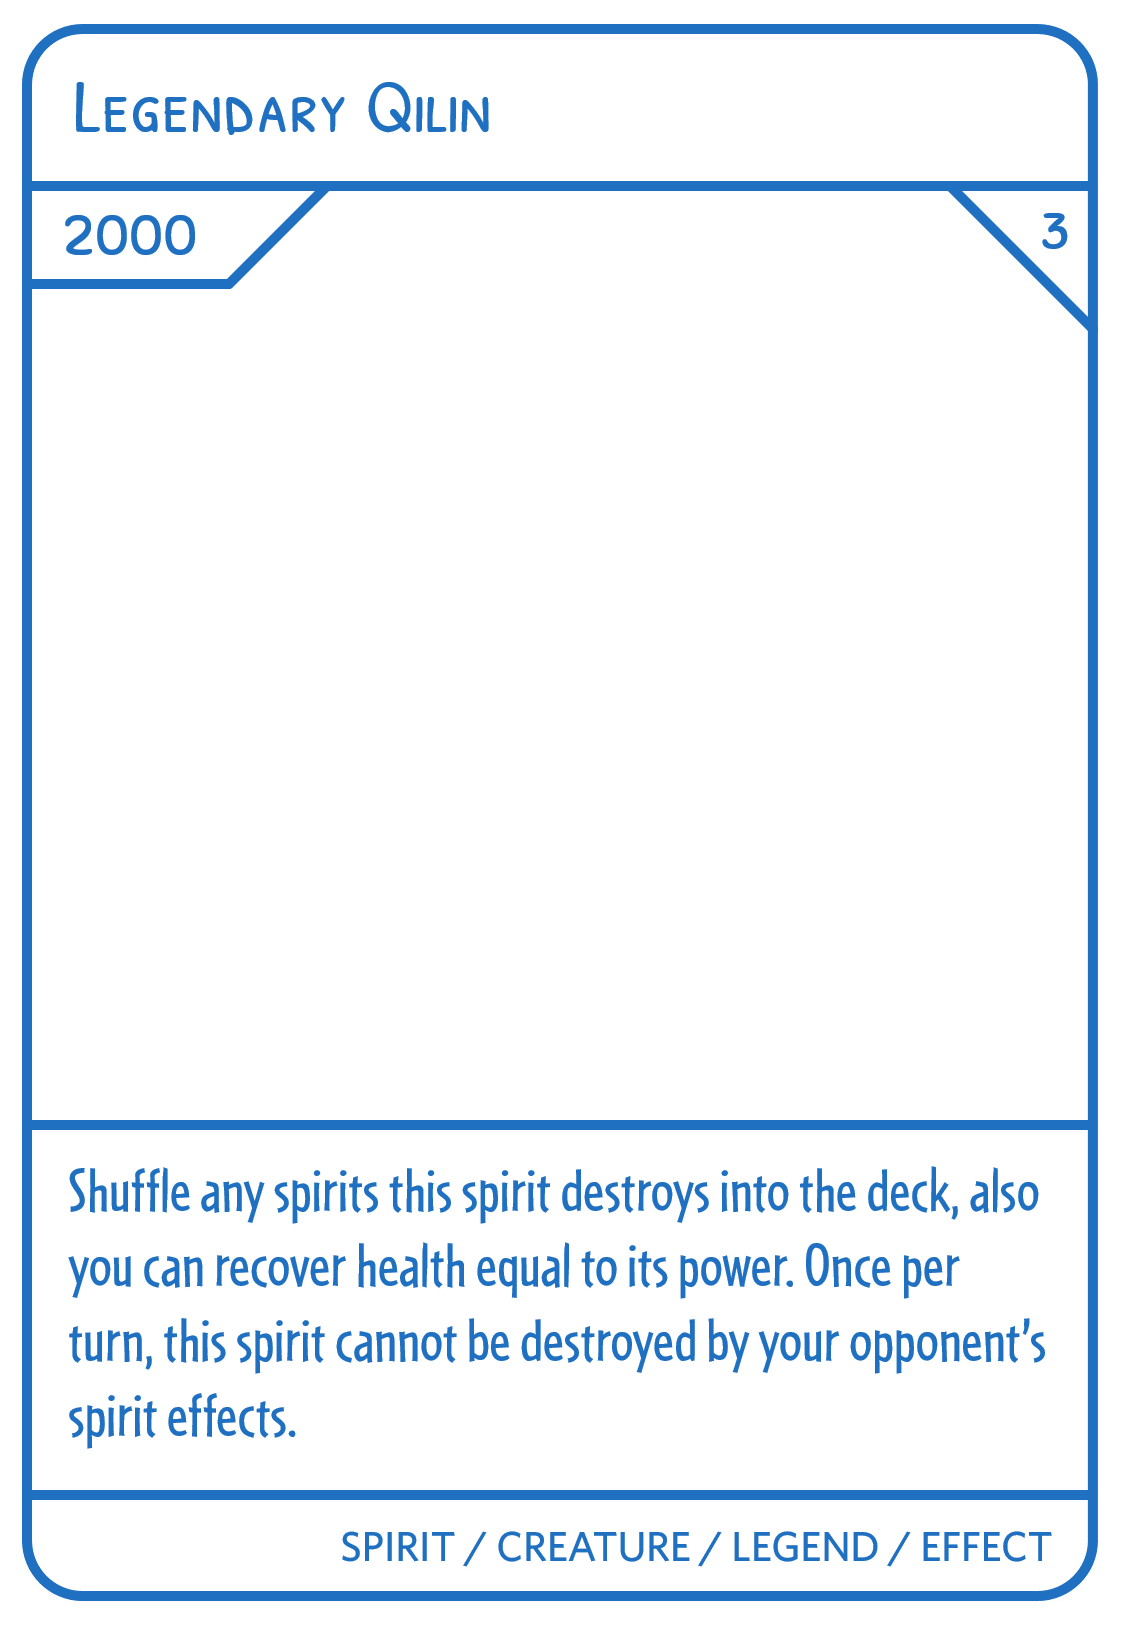 Legendary Qilin
2000
3
Shuffle any spirits this spirit destroys into the deck, also
you can recover health equal to its power. Once per
turn, this spirit cannot be destroyed by your opponent’s
spirit effects.
SPIRIT / CREATURE / LEGEND / EFFECT